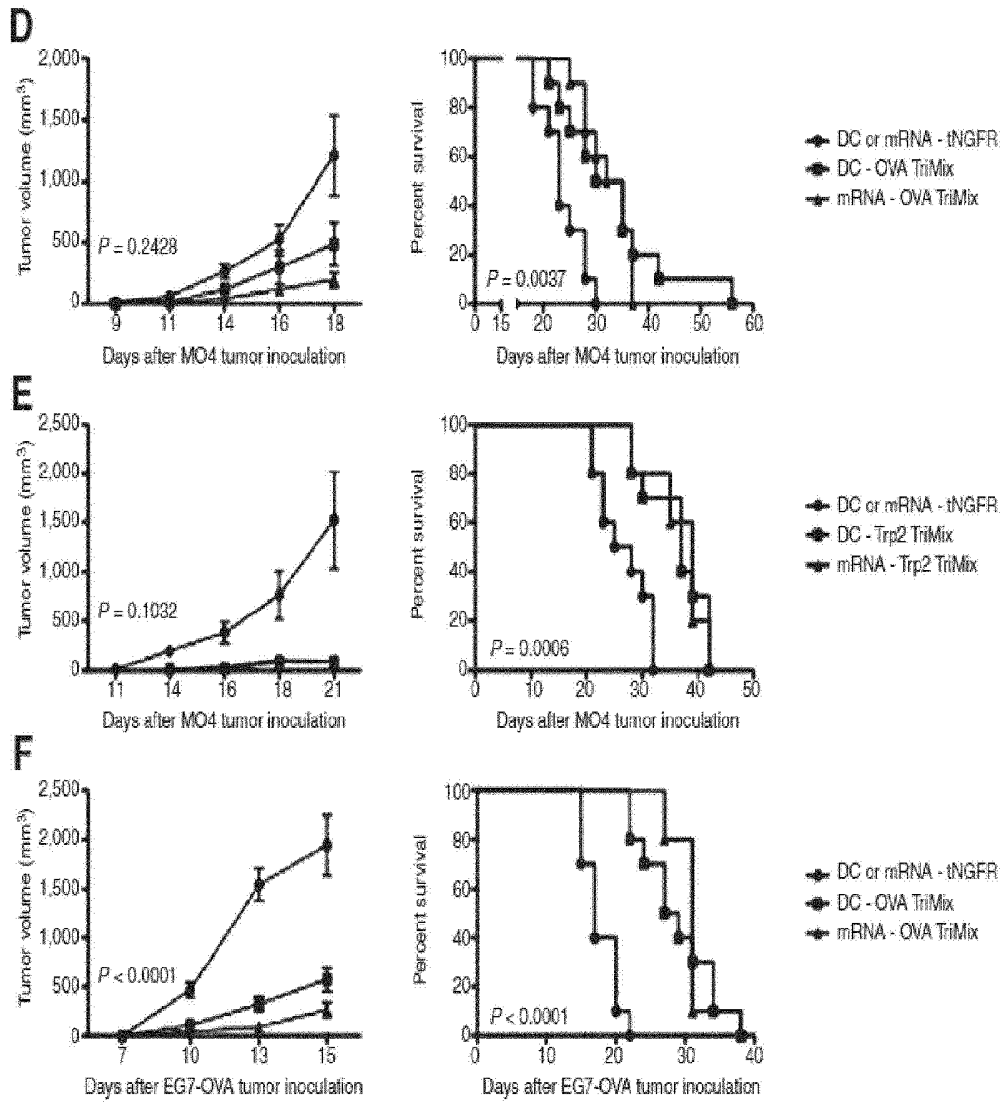 D
Tumor volume (mm³)
2,000
1,500
1,000
500
0
P = 0.2428
9 11 14 16 18
Days after MO4 tumor inoculation
Percent survival
100
80
60
40
20
0
P = 0.0037
0 15 20 30 40 50 60
Days after MO4 tumor inoculation
DC or mRNA - tNGFR
DC - OVA TriMix
mRNA - OVA TriMix
E
Tumor volume (mm³)
2,500
2,000
1,500
1,000
500
0
P = 0.1032
11 14 16 18 21
Days after MO4 tumor inoculation
Percent survival
100
80
60
40
20
0
P = 0.0006
0 10 20 30 40 50
Days after MO4 tumor inoculation
DC or mRNA - tNGFR
DC - Trp2 TriMix
mRNA - Trp2 TriMix
F
Tumor volume (mm³)
2,500
2,000
1,500
1,000
500
0
P < 0.0001
7 10 13 15
Days after EG7-OVA tumor inoculation
Percent survival
100
80
60
40
20
0
P < 0.0001
0 10 20 30 40
Days after EG7-OVA tumor inoculation
DC or mRNA - tNGFR
DC - OVA TriMix
mRNA - OVA TriMix